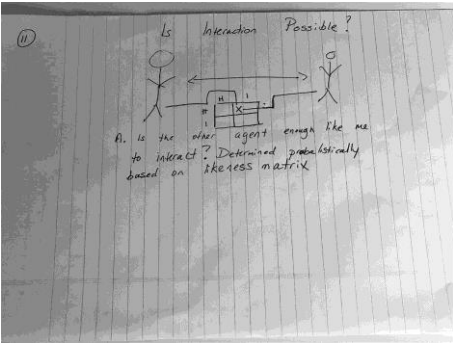 11
Is Interaction Possible?
H I
H X
I
A. Is the other agent enough like me
to interact? Determined probabilistically
based on likeness matrix